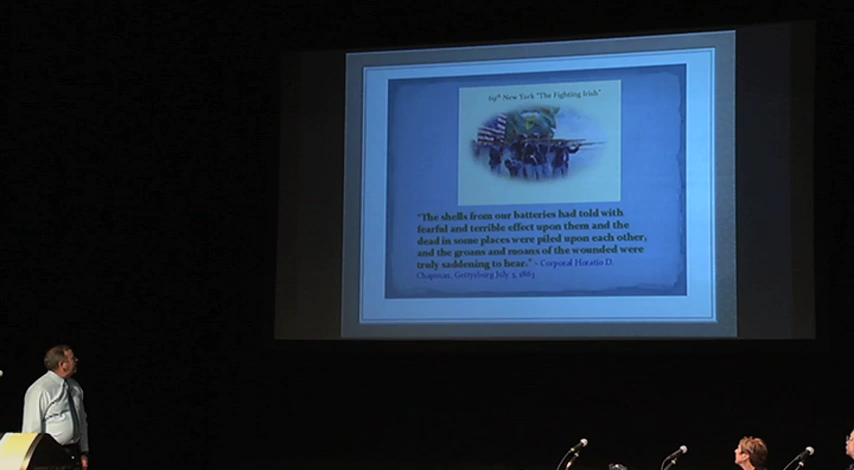 69th New York "The Fighting Irish"
"The shells from our batteries had told with
fearful and terrible effect upon them and the
dead in some places were piled upon each other,
and the groans and moans of the wounded were
truly saddening to hear." ~ Corporal Horatio D.
Chapman, Gettysburg July 3, 1863